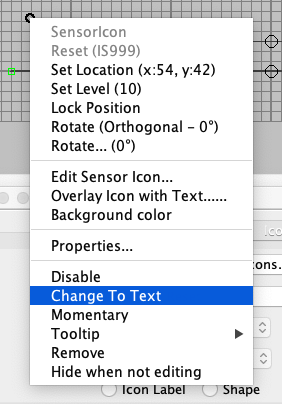 SensorIcon
Reset (IS999)
Set Location (x:54, y:42)
Set Level (10)
Lock Position
Rotate (Orthogonal - 0°)
Rotate... (0°)
Edit Sensor Icon...
Overlay Icon with Text......
Background color
Properties...
Disable
Change To Text
Momentary
Tooltip
Remove
Hide when not editing
Ico
cons.
Icon Label
Shape